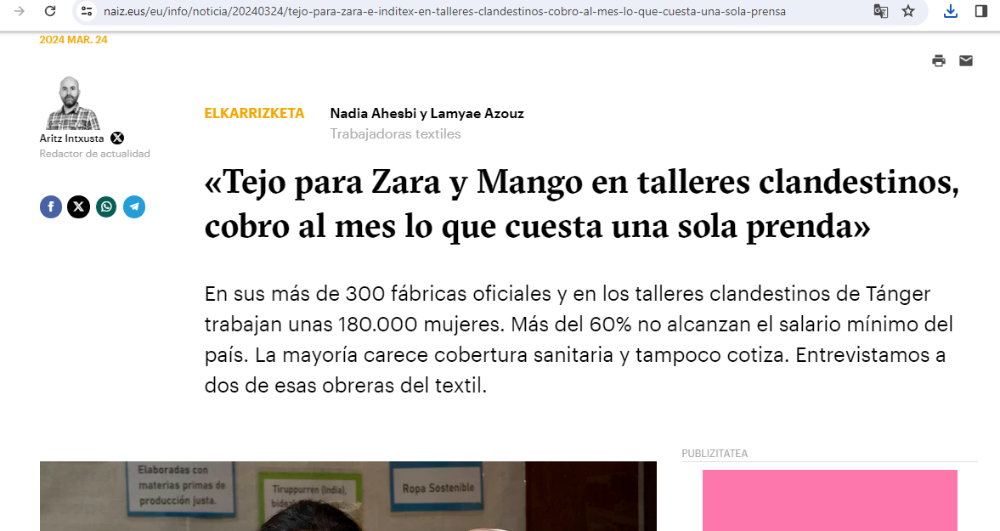 naiz.eus/eu/info/noticia/20240324/tejo-para-zara-e-inditex-en-talleres-clandestinos-cobro-al-mes-lo-que-cuesta-una-sola-prensa
2024 MAR. 24
Aritz Intxusta
Redactor de actualidad
ELKARRIZKETA
Nadia Ahesbi y Lamyae Azouz
Trabajadoras textiles
«Tejo para Zara y Mango en talleres clandestinos,
cobro al mes lo que cuesta una sola prenda»
En sus más de 300 fábricas oficiales y en los talleres clandestinos de Tánger
trabajan unas 180.000 mujeres. Más del 60% no alcanzan el salario mínimo del
país. La mayoría carece cobertura sanitaria y tampoco cotiza. Entrevistamos a
dos de esas obreras del textil.
PUBLIZITATEA
Elaboradas con
materias primas de
producción justa.
Tiruppurren (India),
Ropa Sostenible